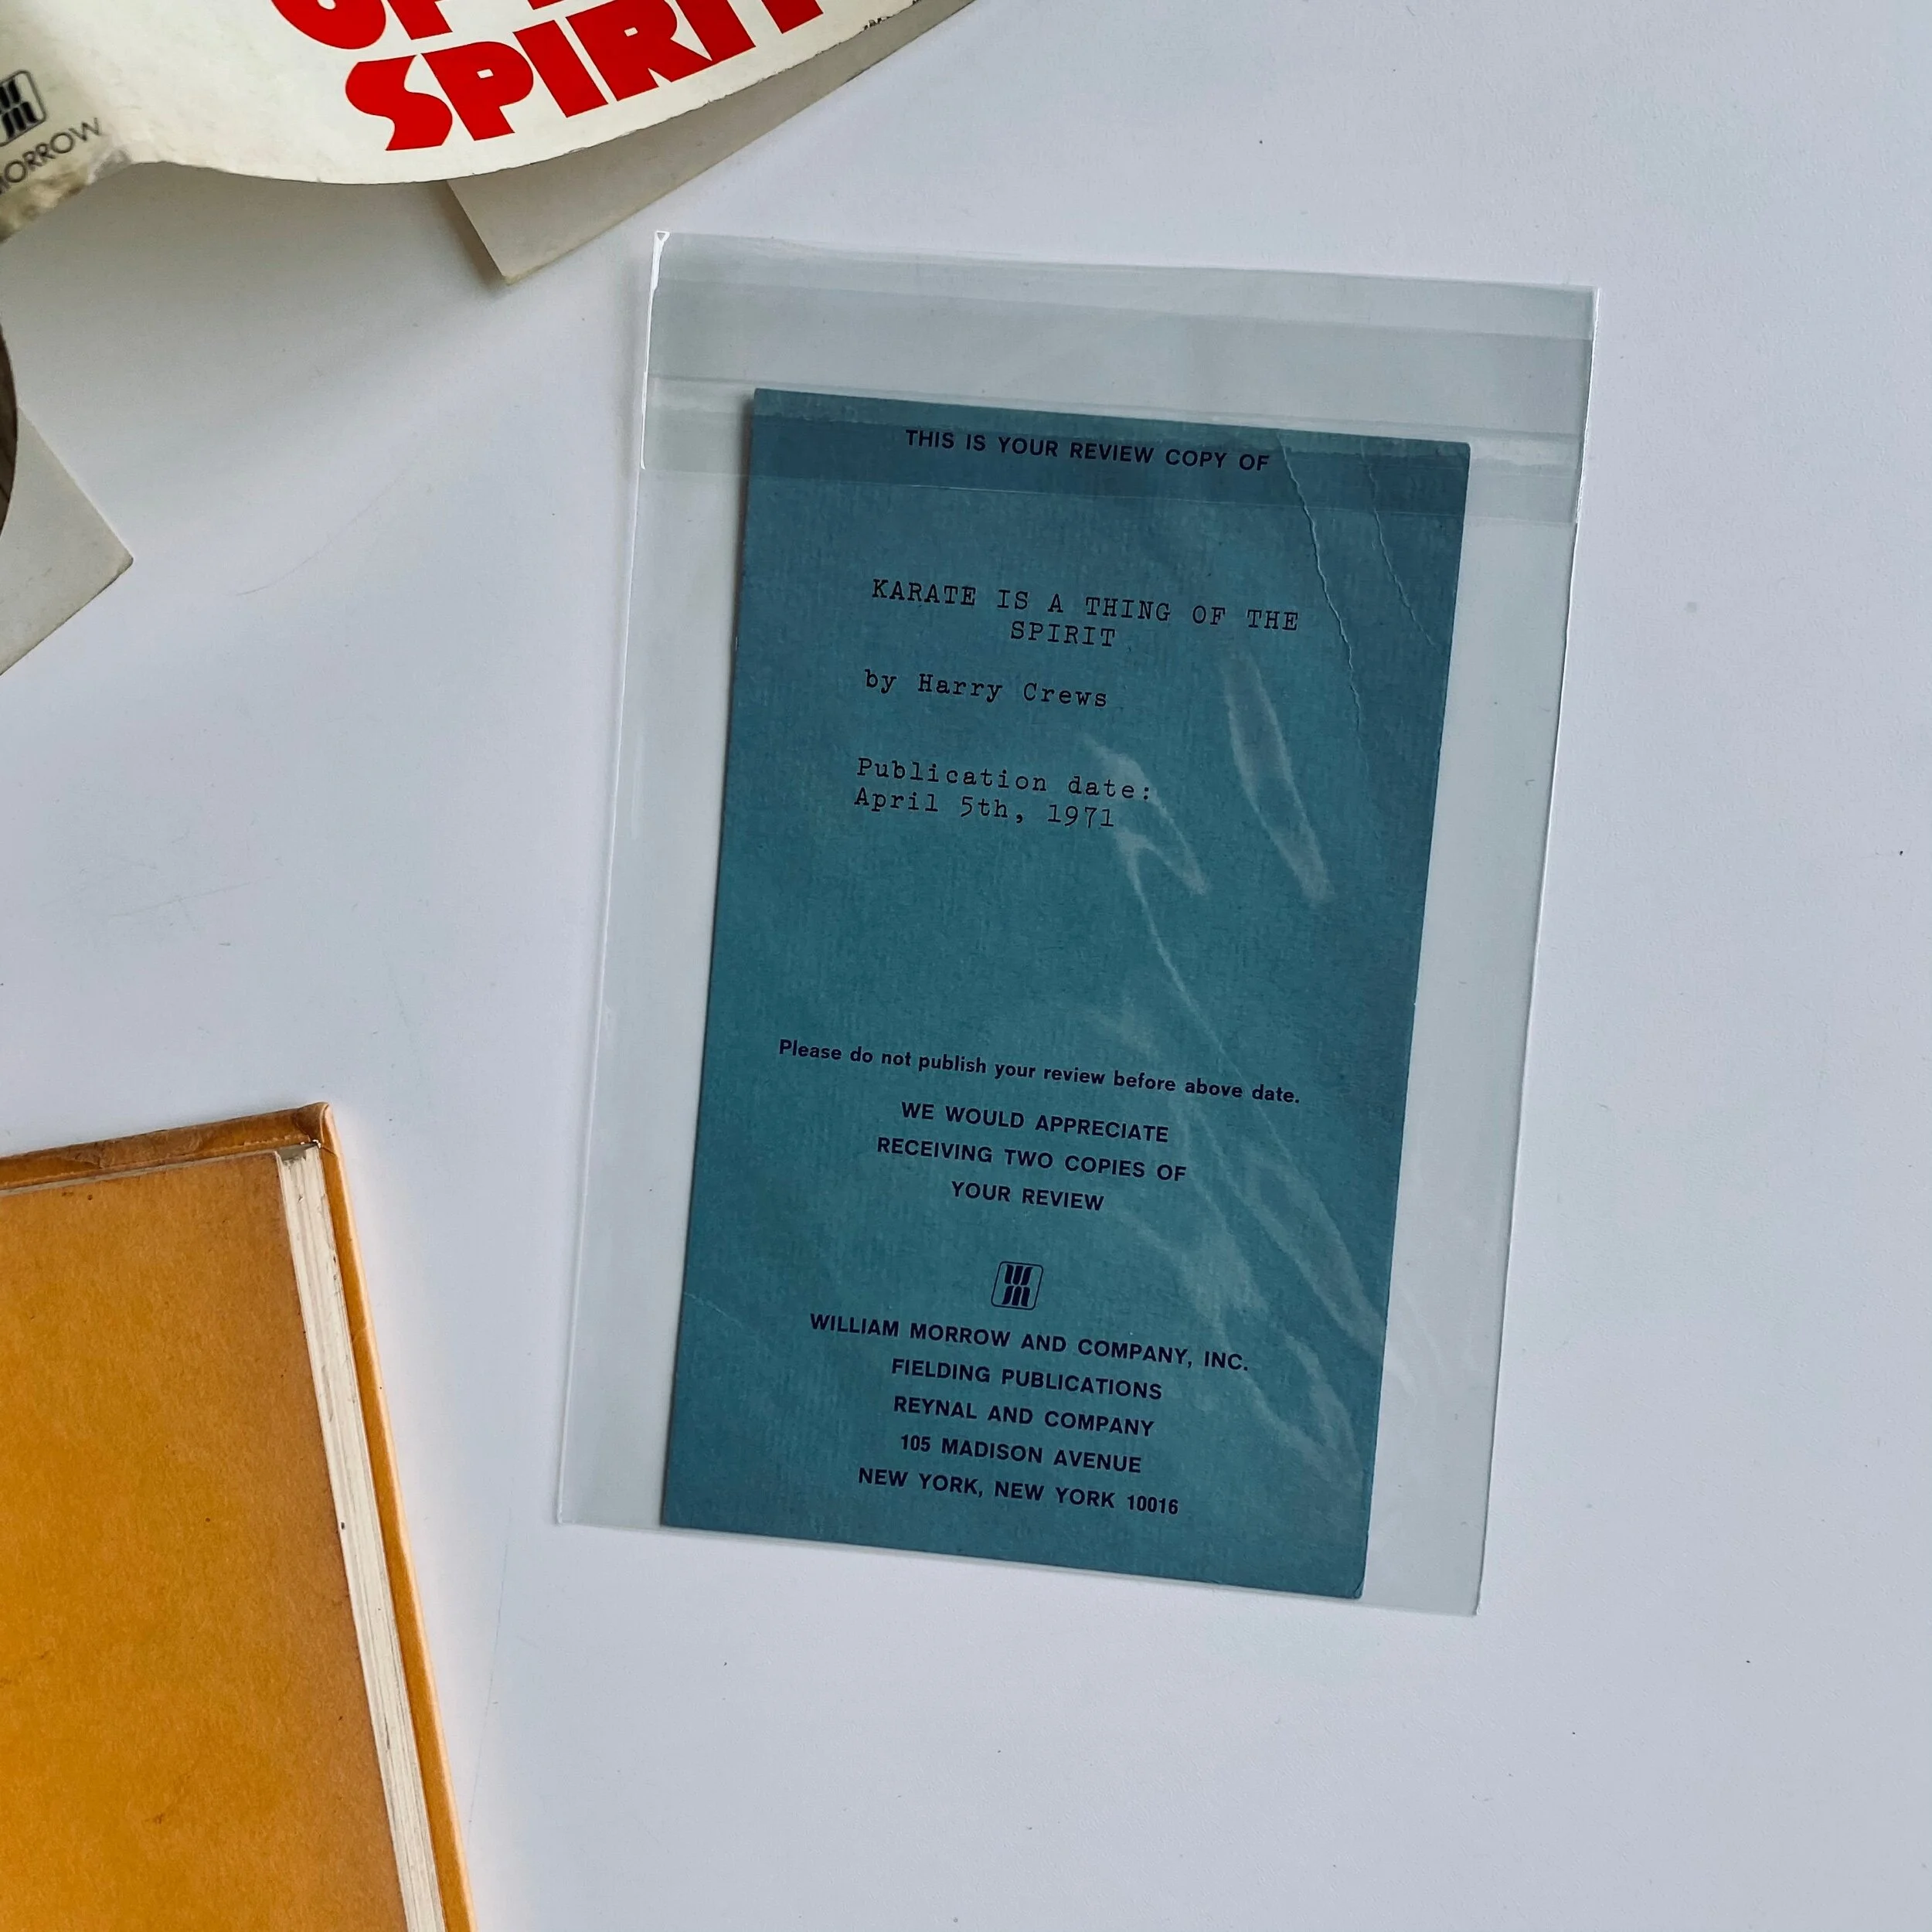 SPIRIT
MORROW
THIS IS YOUR REVIEW COPY OF
KARATE IS A THING OF THE
SPIRIT
by Harry Crews
Publication date:
April 5th, 1971
Please do not publish your review before above date.
WE WOULD APPRECIATE
RECEIVING TWO COPIES OF
YOUR REVIEW
WILLIAM MORROW AND COMPANY, INC.
FIELDING PUBLICATIONS
REYNAL AND COMPANY
105 MADISON AVENUE
NEW YORK, NEW YORK 10016